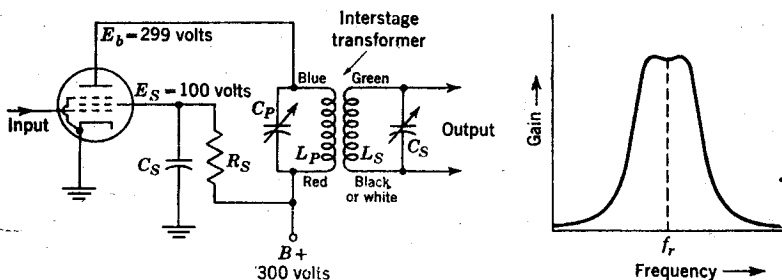 Interstage
transformer
E_b = 299 volts
E_S = 100 volts
Blue
Green
Input
C_P
C_S
Output
C_S
R_S
L_P
L_S
Red
Black
or white
B+
300 volts
Gain
f_r
Frequency